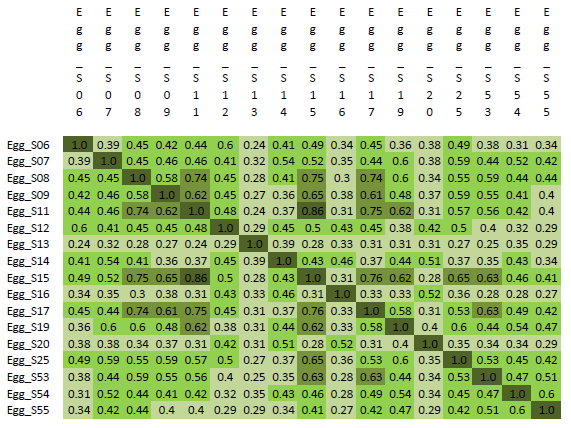 Egg_S06
Egg_S07
Egg_S08
Egg_S09
Egg_S11
Egg_S12
Egg_S13
Egg_S14
Egg_S15
Egg_S16
Egg_S17
Egg_S19
Egg_S20
Egg_S25
Egg_S53
Egg_S54
Egg_S55
Egg_S06 1.0 0.39 0.45 0.42 0.44 0.6 0.24 0.41 0.49 0.34 0.45 0.36 0.38 0.49 0.38 0.31 0.34
Egg_S07 0.39 1.0 0.45 0.46 0.46 0.41 0.32 0.54 0.52 0.35 0.44 0.6 0.38 0.59 0.44 0.52 0.42
Egg_S08 0.45 0.45 1.0 0.58 0.74 0.45 0.28 0.41 0.75 0.3 0.74 0.6 0.34 0.55 0.59 0.44 0.44
Egg_S09 0.42 0.46 0.58 1.0 0.62 0.45 0.27 0.36 0.65 0.38 0.61 0.48 0.37 0.59 0.55 0.41 0.4
Egg_S11 0.44 0.46 0.74 0.62 1.0 0.48 0.24 0.37 0.86 0.31 0.75 0.62 0.31 0.57 0.56 0.42 0.4
Egg_S12 0.6 0.41 0.45 0.45 0.48 1.0 0.29 0.45 0.5 0.43 0.45 0.38 0.42 0.5 0.4 0.32 0.29
Egg_S13 0.24 0.32 0.28 0.27 0.24 0.29 1.0 0.39 0.28 0.33 0.31 0.31 0.31 0.27 0.25 0.35 0.29
Egg_S14 0.41 0.54 0.41 0.36 0.37 0.45 0.39 1.0 0.43 0.46 0.37 0.44 0.51 0.37 0.35 0.43 0.34
Egg_S15 0.49 0.52 0.75 0.65 0.86 0.5 0.28 0.43 1.0 0.31 0.76 0.62 0.28 0.65 0.63 0.46 0.41
Egg_S16 0.34 0.35 0.3 0.38 0.31 0.43 0.33 0.46 0.31 1.0 0.33 0.33 0.52 0.36 0.28 0.28 0.27
Egg_S17 0.45 0.44 0.74 0.61 0.75 0.45 0.31 0.37 0.76 0.33 1.0 0.58 0.31 0.53 0.63 0.49 0.42
Egg_S19 0.36 0.6 0.6 0.48 0.62 0.38 0.31 0.44 0.62 0.33 0.58 1.0 0.4 0.6 0.44 0.54 0.47
Egg_S20 0.38 0.38 0.34 0.37 0.31 0.42 0.31 0.51 0.28 0.52 0.31 0.4 1.0 0.35 0.34 0.34 0.29
Egg_S25 0.49 0.59 0.55 0.59 0.57 0.5 0.27 0.37 0.65 0.36 0.53 0.6 0.35 1.0 0.53 0.45 0.42
Egg_S53 0.38 0.44 0.59 0.55 0.56 0.4 0.25 0.35 0.63 0.28 0.63 0.44 0.34 0.53 1.0 0.47 0.51
Egg_S54 0.31 0.52 0.44 0.41 0.42 0.32 0.35 0.43 0.46 0.28 0.49 0.54 0.34 0.45 0.47 1.0 0.6
Egg_S55 0.34 0.42 0.44 0.4 0.4 0.29 0.29 0.34 0.41 0.27 0.42 0.47 0.29 0.42 0.51 0.6 1.0